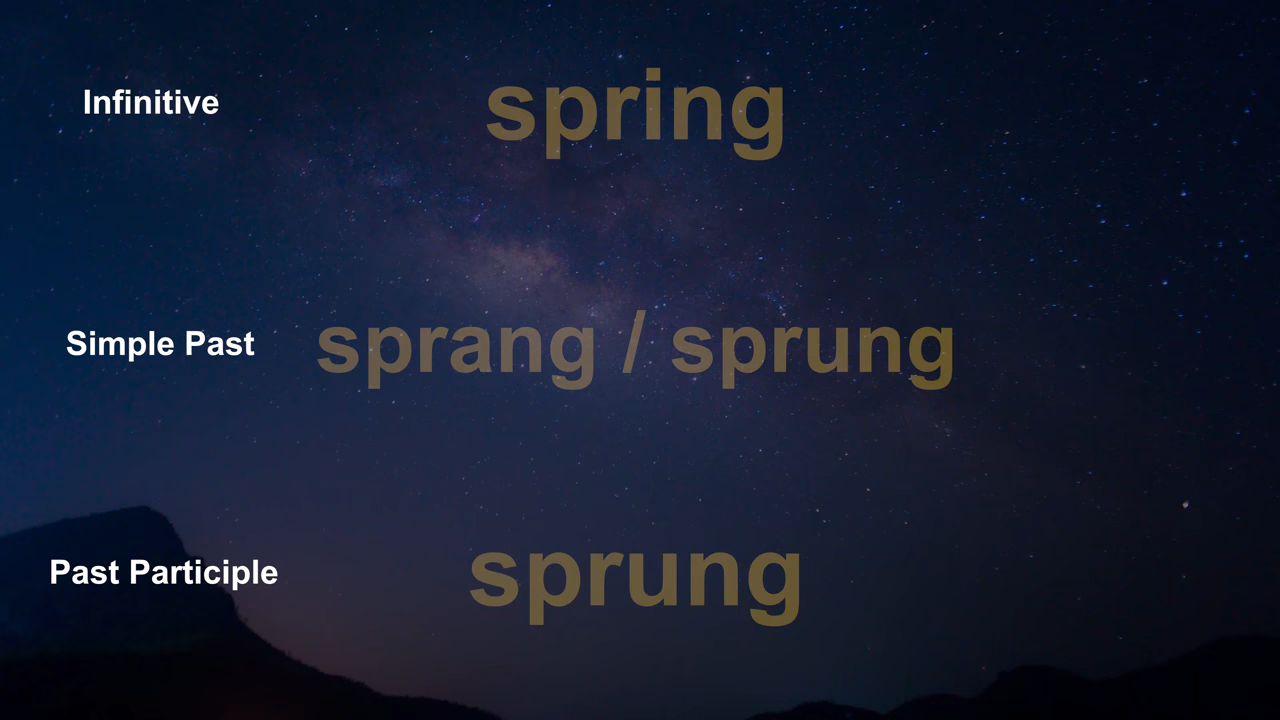 Infinitive spring
Simple Past sprang / sprung
Past Participle sprung